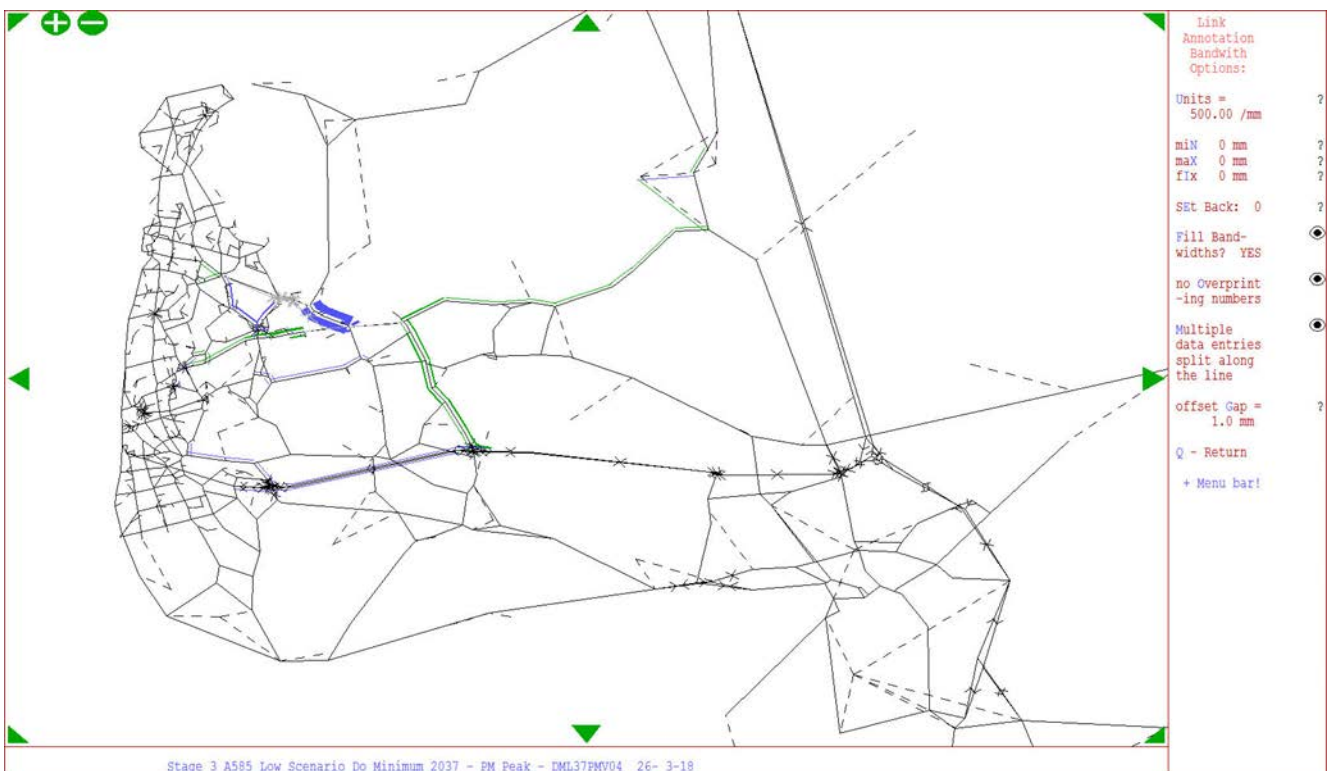 Link
Annotation
Bandwith
Options:
Units = ?
500.00 /mm
miN 0 mm ?
maX 0 mm ?
fIx 0 mm ?
SEt Back: 0 ?
Fill Band-
widths? YES
no Overprint
-ing numbers
Multiple
data entries
split along
the line
offset Gap = ?
1.0 mm
Q - Return
+ Menu bar!
Stage 3 A585 Low Scenario Do Minimum 2037 - PM Peak - DML37PMV04 26- 3-18